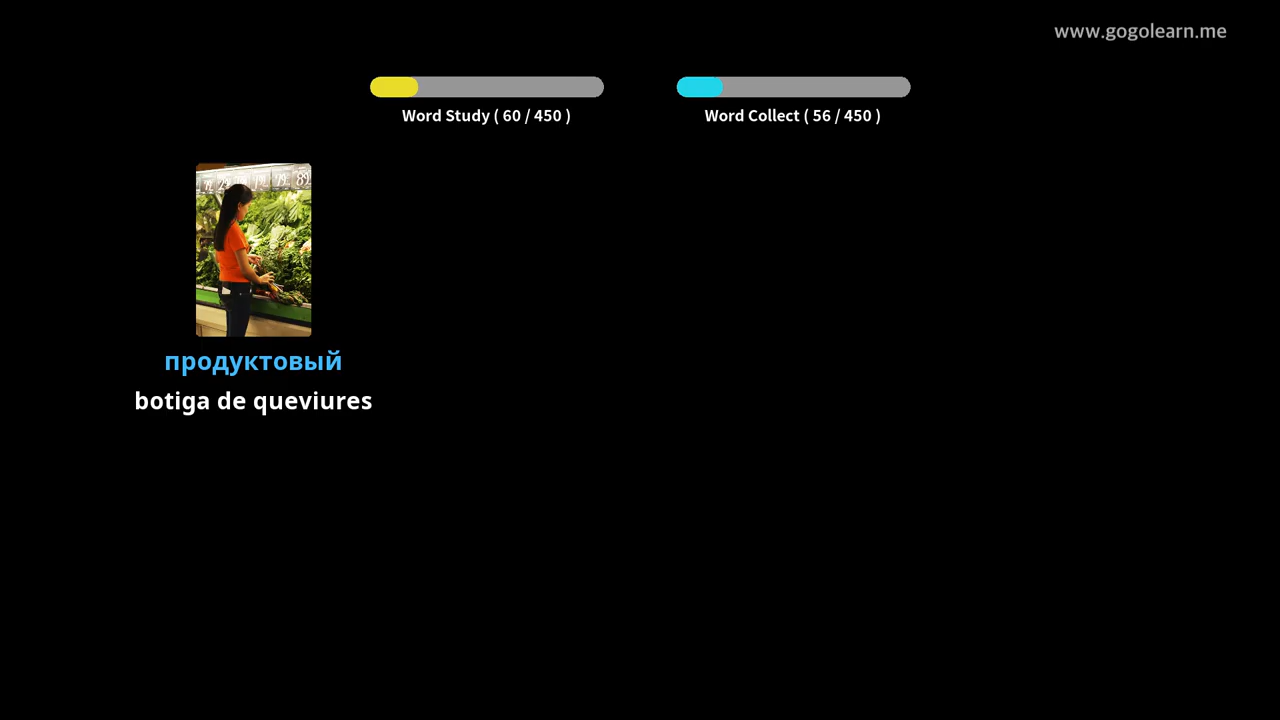 www.gogolearn.me
Word Study ( 60 / 450 )
Word Collect ( 56 / 450 )
продуктовый
botiga de queviures